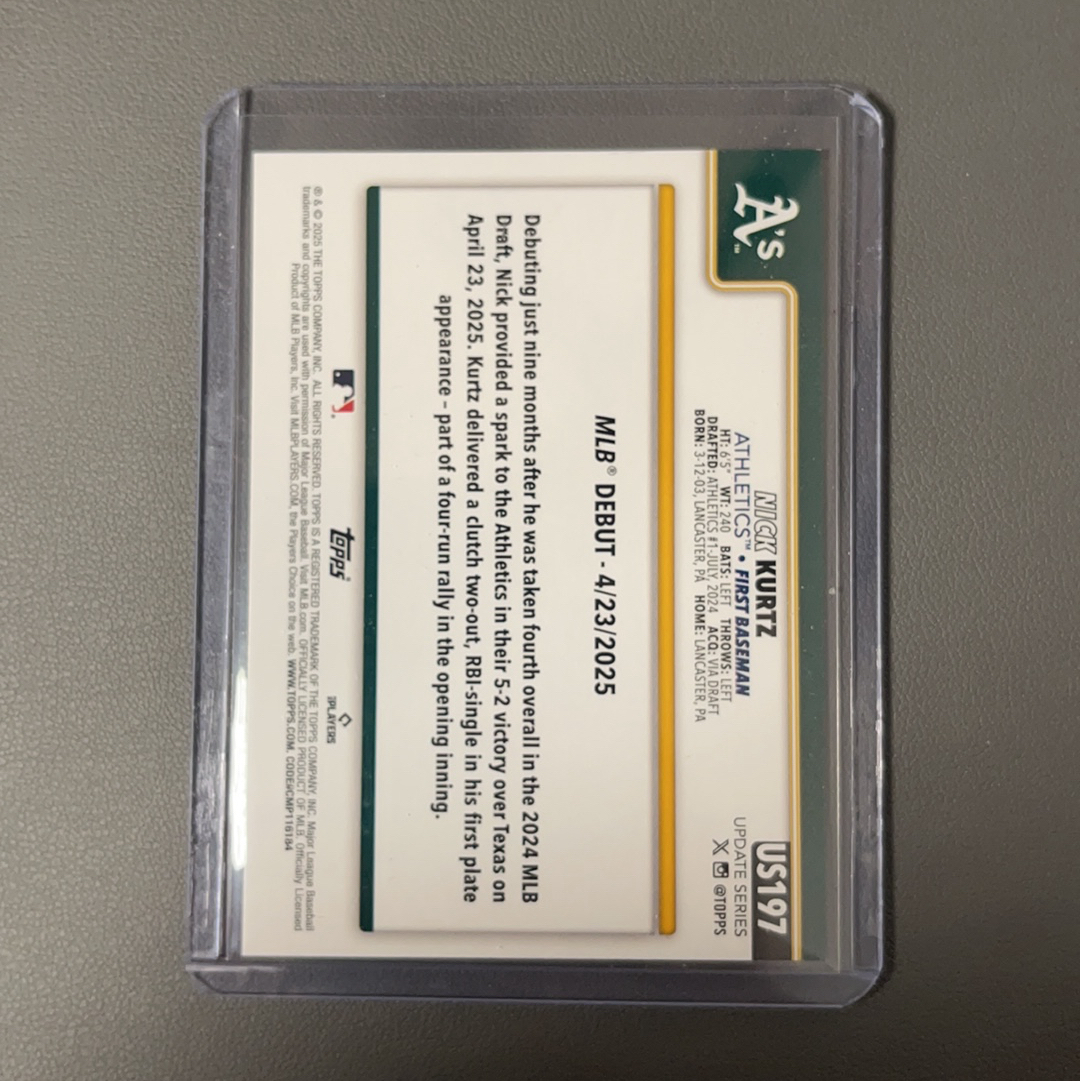 A's™
NICK KURTZ
ATHLETICS™ • FIRST BASEMAN
HT: 6'5" WT: 240 BATS: LEFT THROWS: LEFT
DRAFTED: ATHLETICS #1-JULY, 2024 ACQ: VIA DRAFT
BORN: 3-12-03, LANCASTER, PA HOME: LANCASTER, PA
US197
UPDATE SERIES
X @TOPPS
MLB® DEBUT - 4/23/2025
Debuting just nine months after he was taken fourth overall in the 2024 MLB
Draft, Nick provided a spark to the Athletics in their 5-2 victory over Texas on
April 23, 2025. Kurtz delivered a clutch two-out, RBI-single in his first plate
appearance – part of a four-run rally in the opening inning.
Topps®
PLAYERS
® & © 2025 THE TOPPS COMPANY, INC. ALL RIGHTS RESERVED. TOPPS IS A REGISTERED TRADEMARK OF THE TOPPS COMPANY, INC. Major League Baseball
trademarks and copyrights are used with permission of Major League Baseball. Visit MLB.com. OFFICIALLY LICENSED PRODUCT OF MLB. Officially Licensed
Product of MLB Players, Inc. Visit MLBPLAYERS.COM, the Players Choice on the web. WWW.TOPPS.COM. CODE#CMP116184